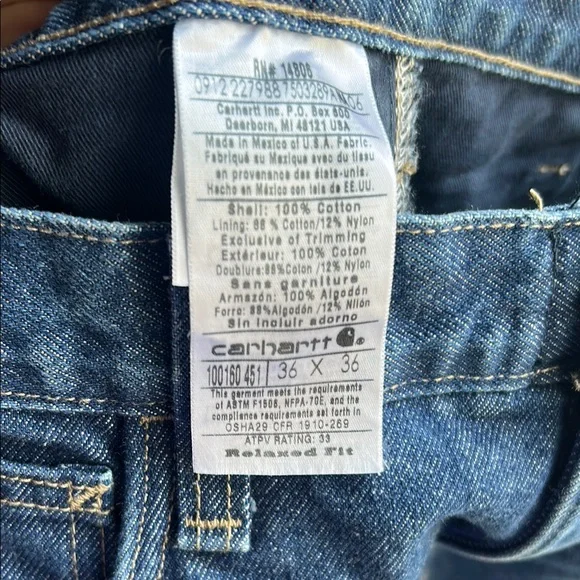 RN# 14806
0912 227988 7503289AN 06
Carhartt Inc. P.O. Box 600
Dearborn, MI 48121 USA
Made in Mexico of U.S.A. Fabric.
Fabriqué au Mexique avec du tissu
en provenance des états-unis.
Hecho en México con tela de EE.UU.
Shell: 100% Cotton
Lining: 88 % Cotton/12% Nylon
Exclusive of Trimming
Extérieur: 100% Coton
Doublure:88%Coton /12% Nylon
Sans garniture
Armazón: 100% Algodón
Forro: 88%Algodón /12% Nilón
Sin incluir adorno
carhartt
100160 451 36 X 36
This garment meets the requirements
of ASTM F1506, NFPA-70E, and the
compliance requirements set forth in
OSHA29 CFR 1910-269
ATPV RATING: 33
Relaxed Fit